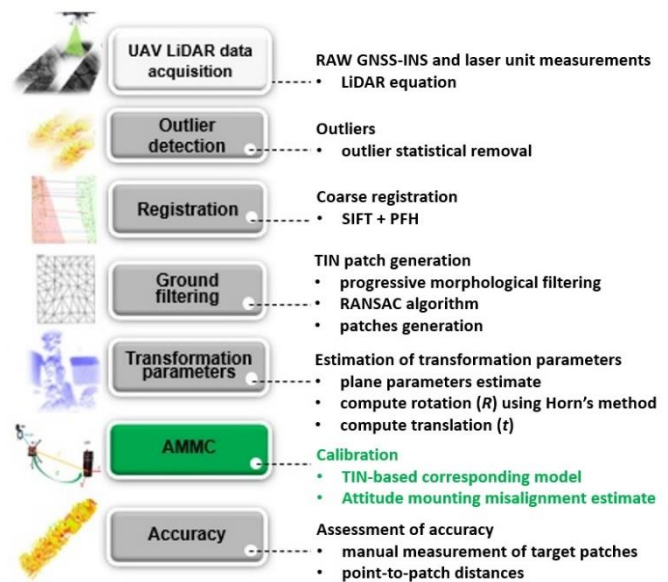 UAV LiDAR data
acquisition
RAW GNSS-INS and laser unit measurements
• LiDAR equation
Outlier
detection
Outliers
• outlier statistical removal
Registration
Coarse registration
• SIFT + PFH
Ground
filtering
TIN patch generation
• progressive morphological filtering
• RANSAC algorithm
• patches generation
Transformation
parameters
Estimation of transformation parameters
• plane parameters estimate
• compute rotation (R) using Horn's method
• compute translation (t)
AMMC
Calibration
• TIN-based corresponding model
• Attitude mounting misalignment estimate
Accuracy
Assessment of accuracy
• manual measurement of target patches
• point-to-patch distances